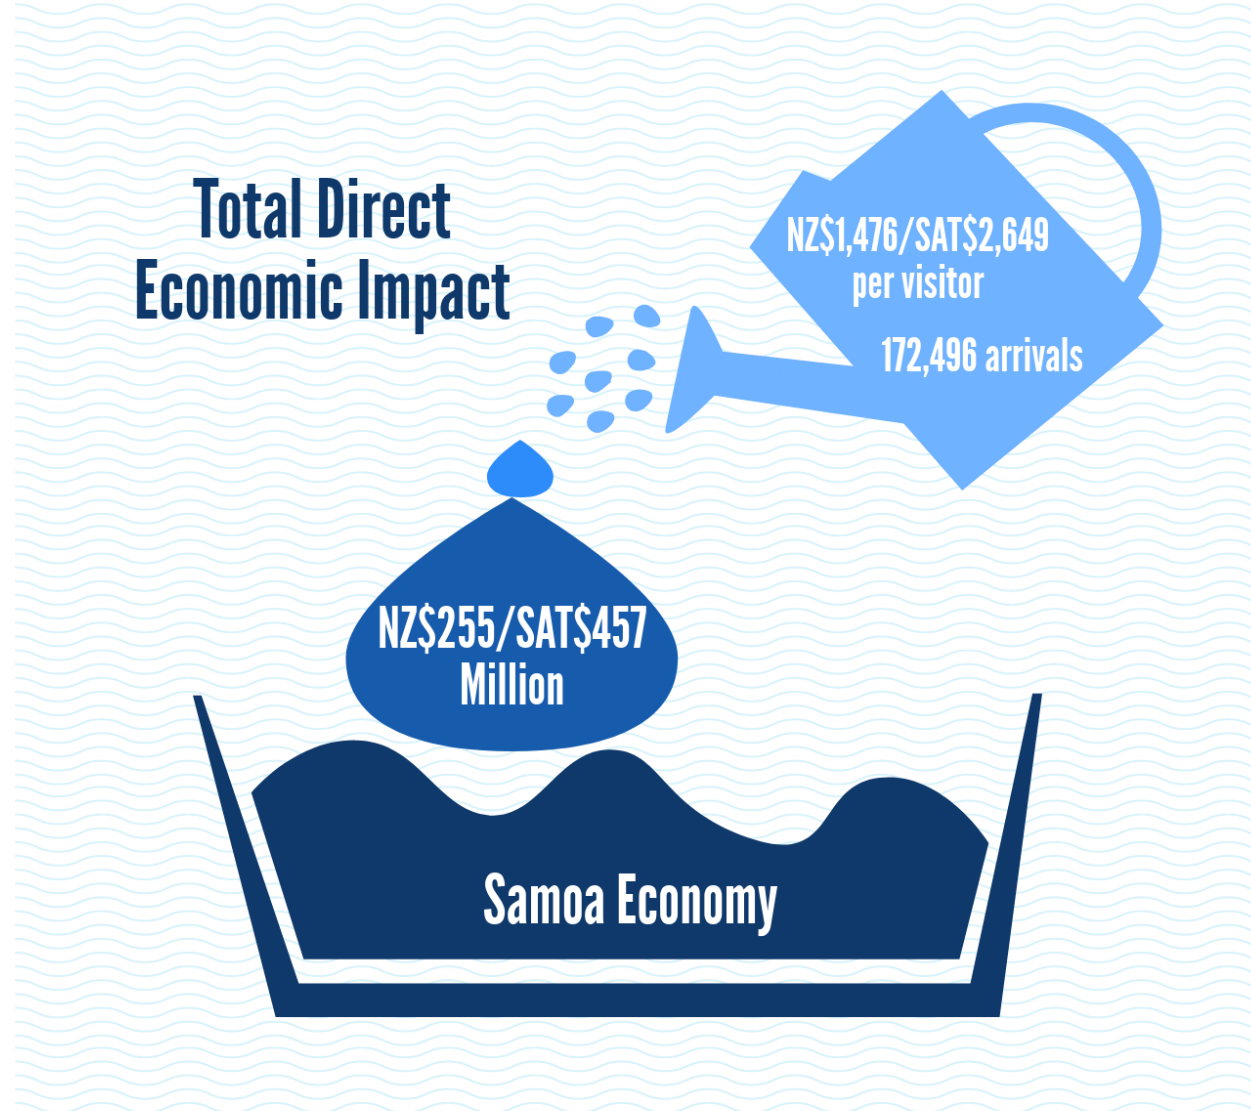 Total Direct
Economic Impact
NZ$1,476/SAT$2,649
per visitor
172,496 arrivals
NZ$255/SAT$457
Million
Samoa Economy